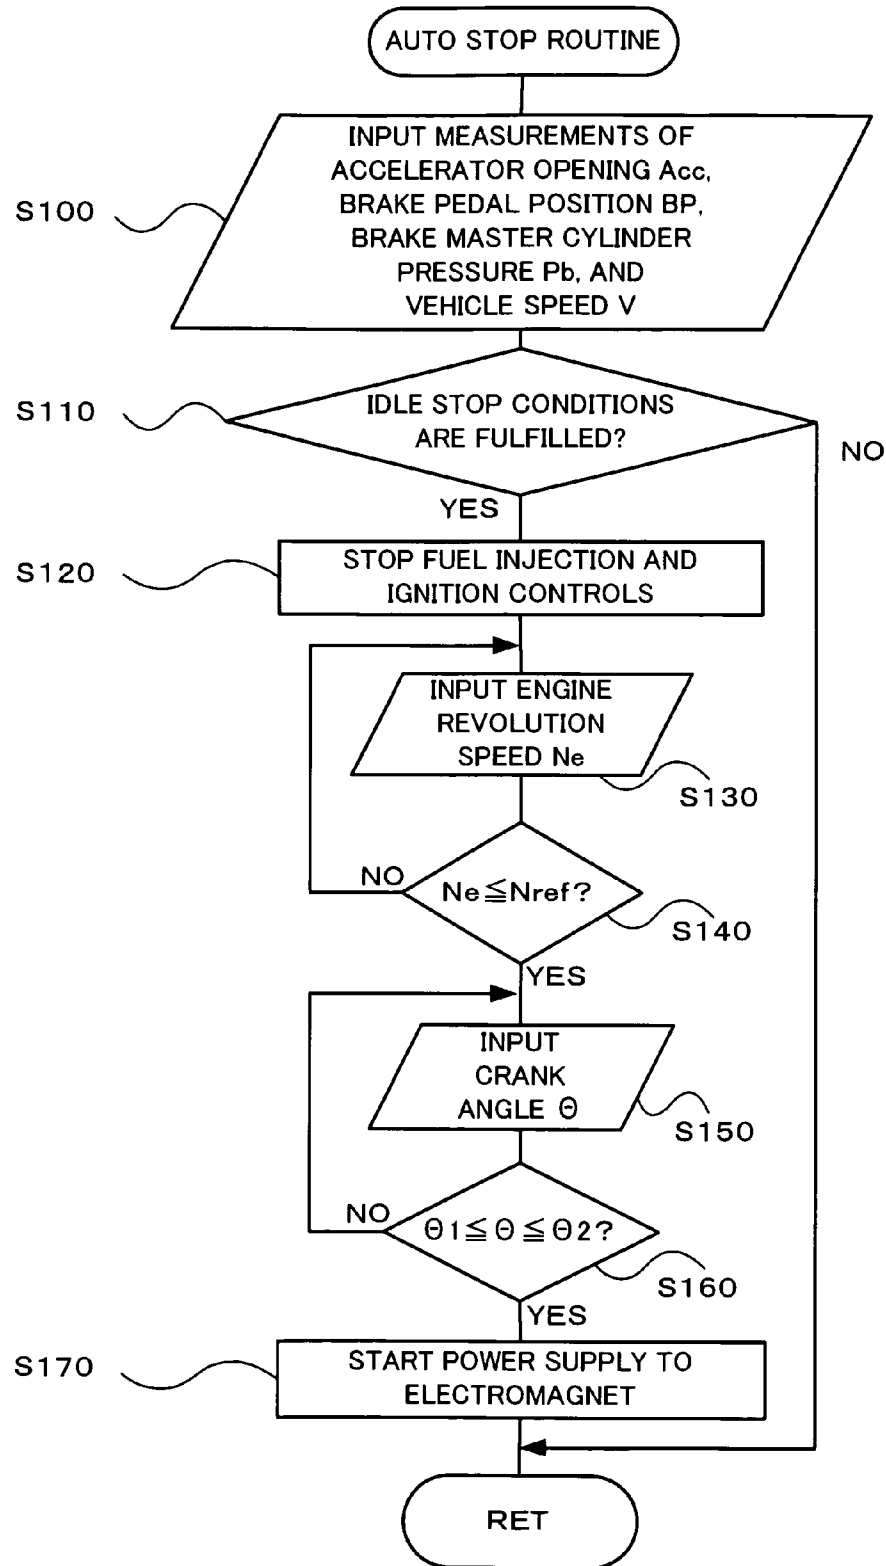 AUTO STOP ROUTINE
INPUT MEASUREMENTS OF
ACCELERATOR OPENING Acc,
BRAKE PEDAL POSITION BP,
BRAKE MASTER CYLINDER
PRESSURE Pb, AND
VEHICLE SPEED V
S100
IDLE STOP CONDITIONS
ARE FULFILLED?
S110
NO
YES
STOP FUEL INJECTION AND
IGNITION CONTROLS
S120
INPUT ENGINE
REVOLUTION
SPEED Ne
S130
NO
Ne≦Nref?
S140
YES
INPUT
CRANK
ANGLE Θ
S150
NO
Θ1≦Θ≦Θ2?
S160
YES
START POWER SUPPLY TO
ELECTROMAGNET
S170
RET